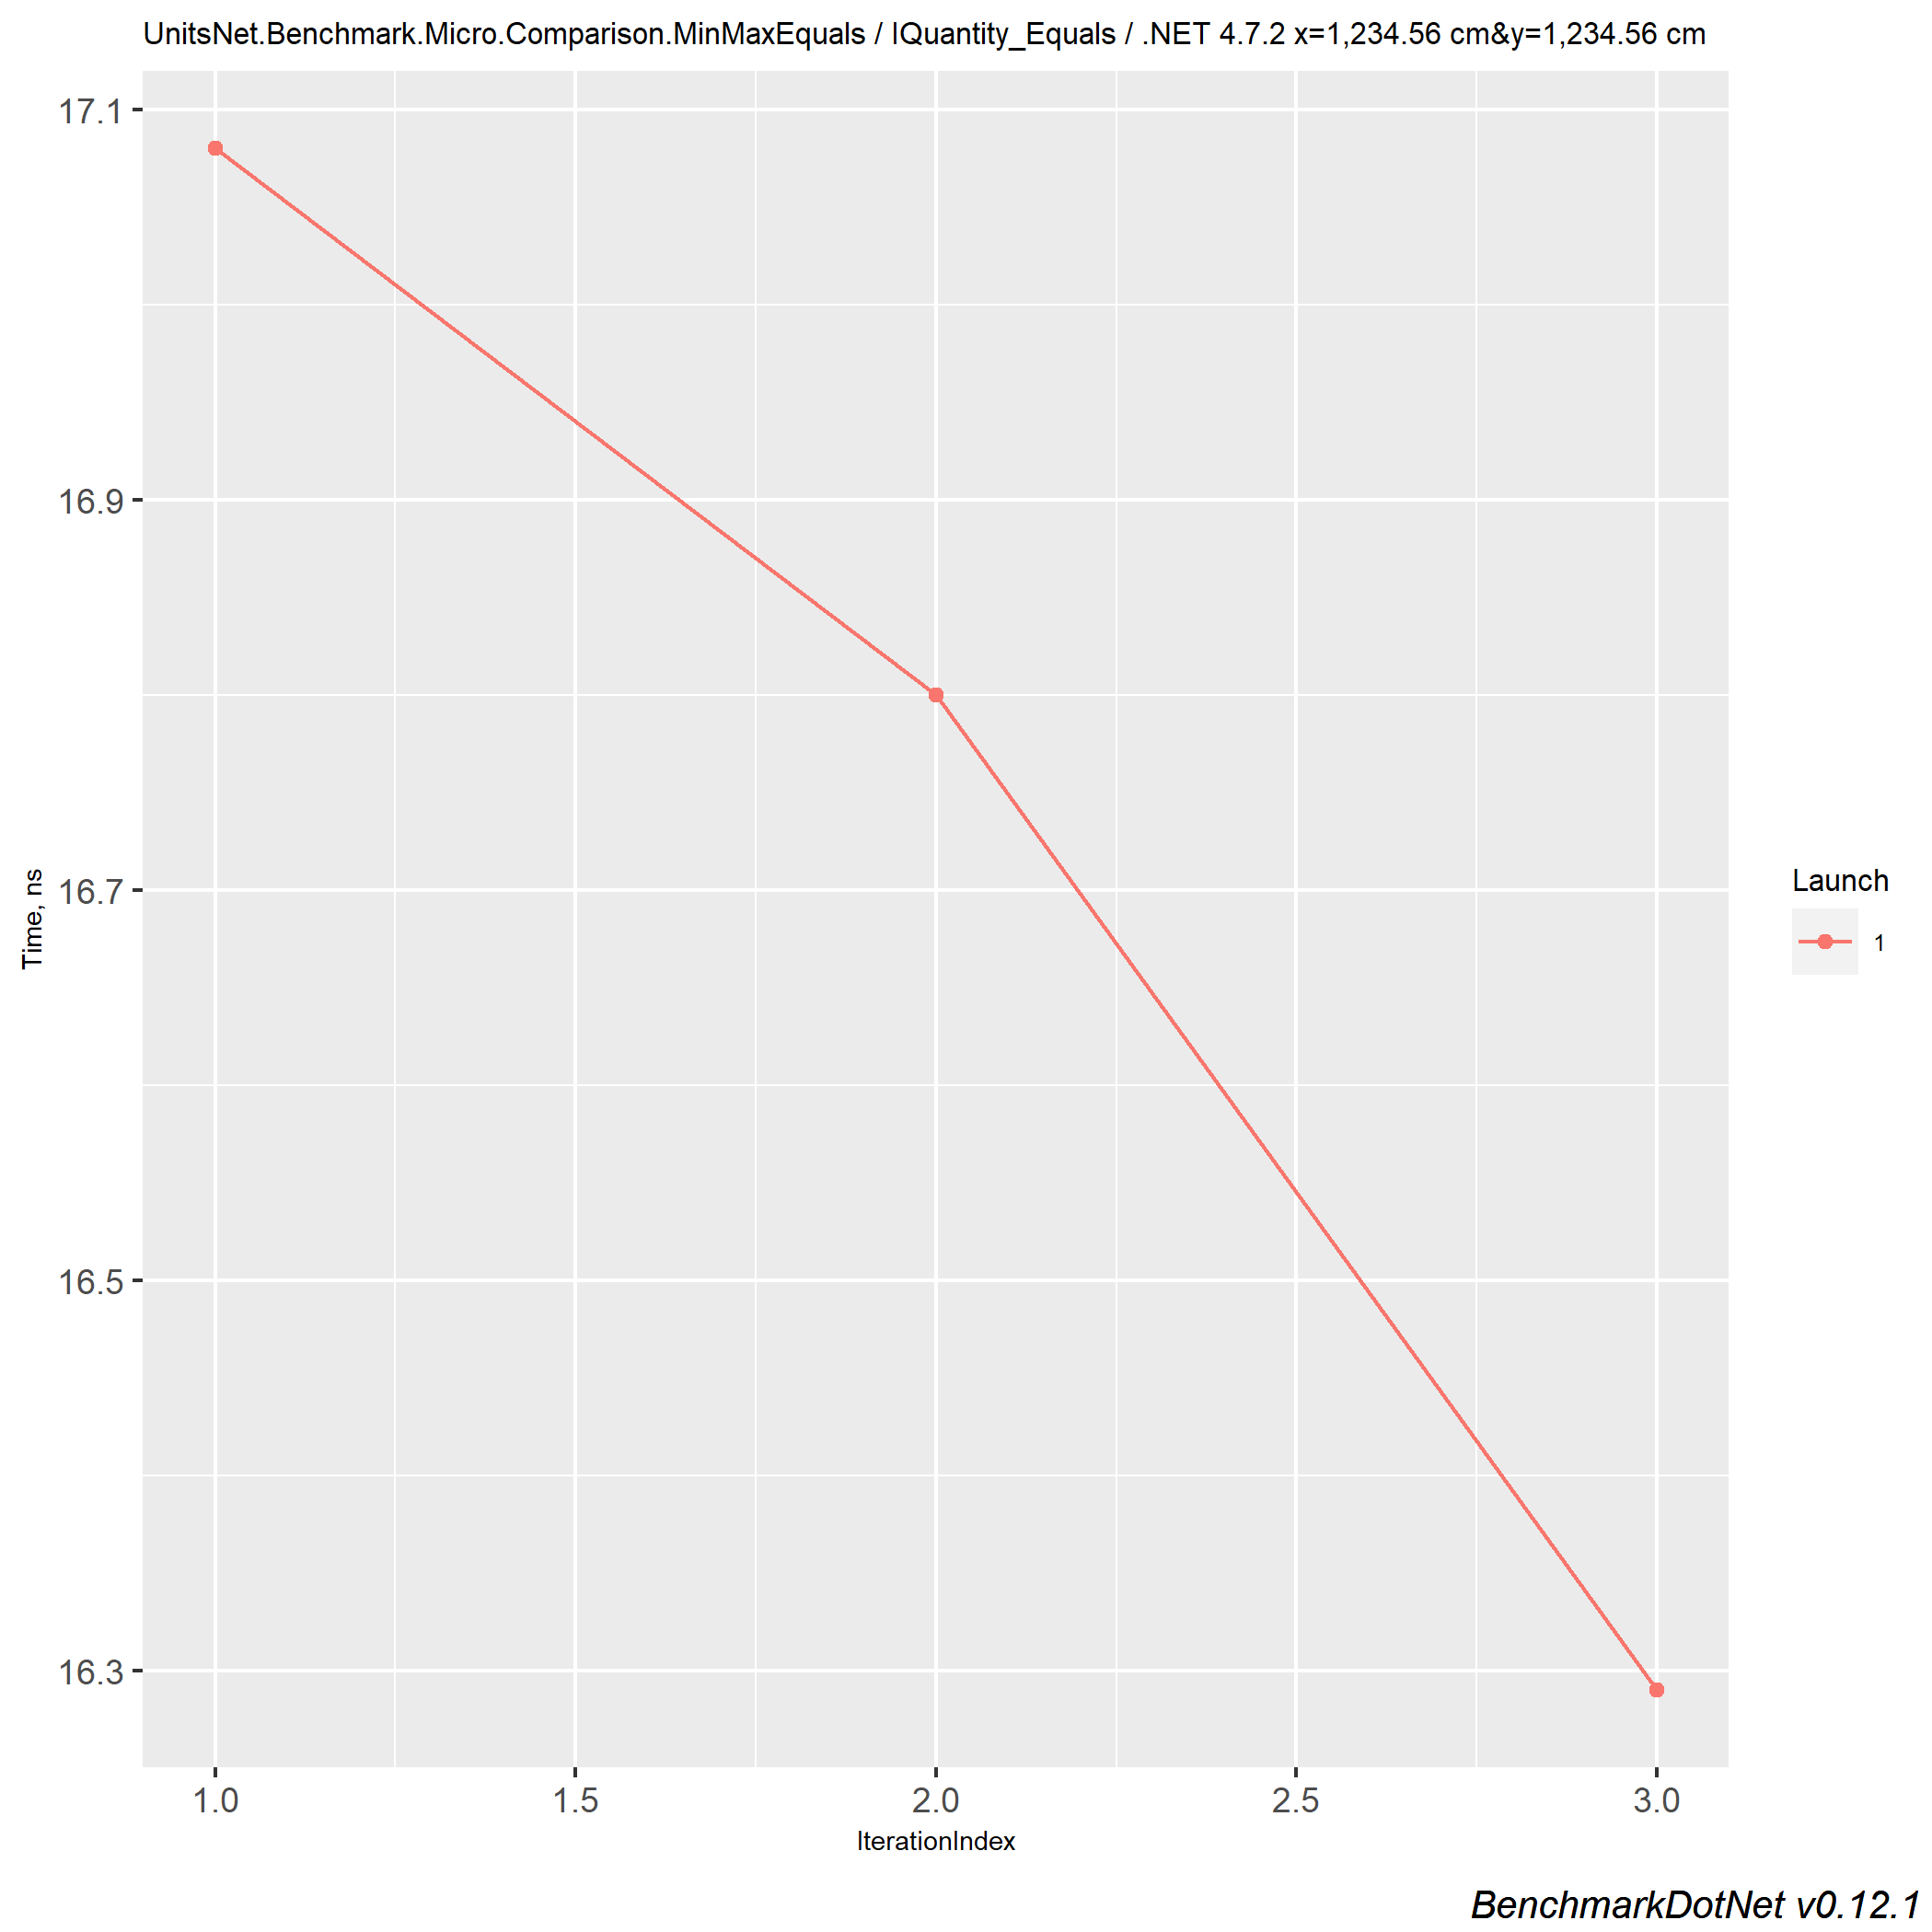 UnitsNet.Benchmark.Micro.Comparison.MinMaxEquals / IQuantity_Equals / .NET 4.7.2 x=1,234.56 cm&y=1,234.56 cm
17.1
16.9
16.7
16.5
16.3
Time, ns
1.0 1.5 2.0 2.5 3.0
IterationIndex
Launch
1
BenchmarkDotNet v0.12.1